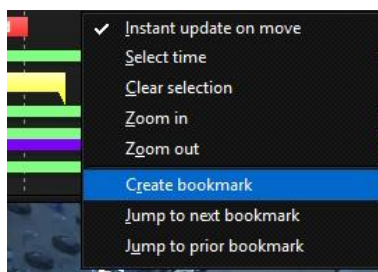 Instant update on move
Select time
Clear selection
Zoom in
Zoom out
Create bookmark
Jump to next bookmark
Jump to prior bookmark